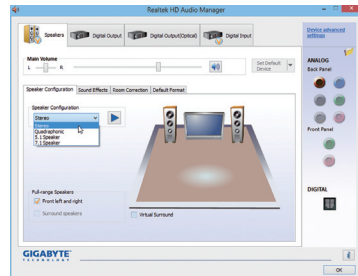 Realtek HD Audio Manager
Speakers
Digital Output
Digital Output(Optical)
Digital Input
Device advanced
settings
Main Volume
L
R
Set Default
Device
ANALOG
Back Panel
Speaker Configuration
Sound Effects
Room Correction
Default Format
Speaker Configuration
Stereo
Stereo
Quadraphonic
5.1 Speaker
7.1 Speaker
Front Panel
Full-range Speakers
Front left and right
Surround speakers
Virtual Surround
DIGITAL
GIGABYTE
TECHNOLOGY
i
OK